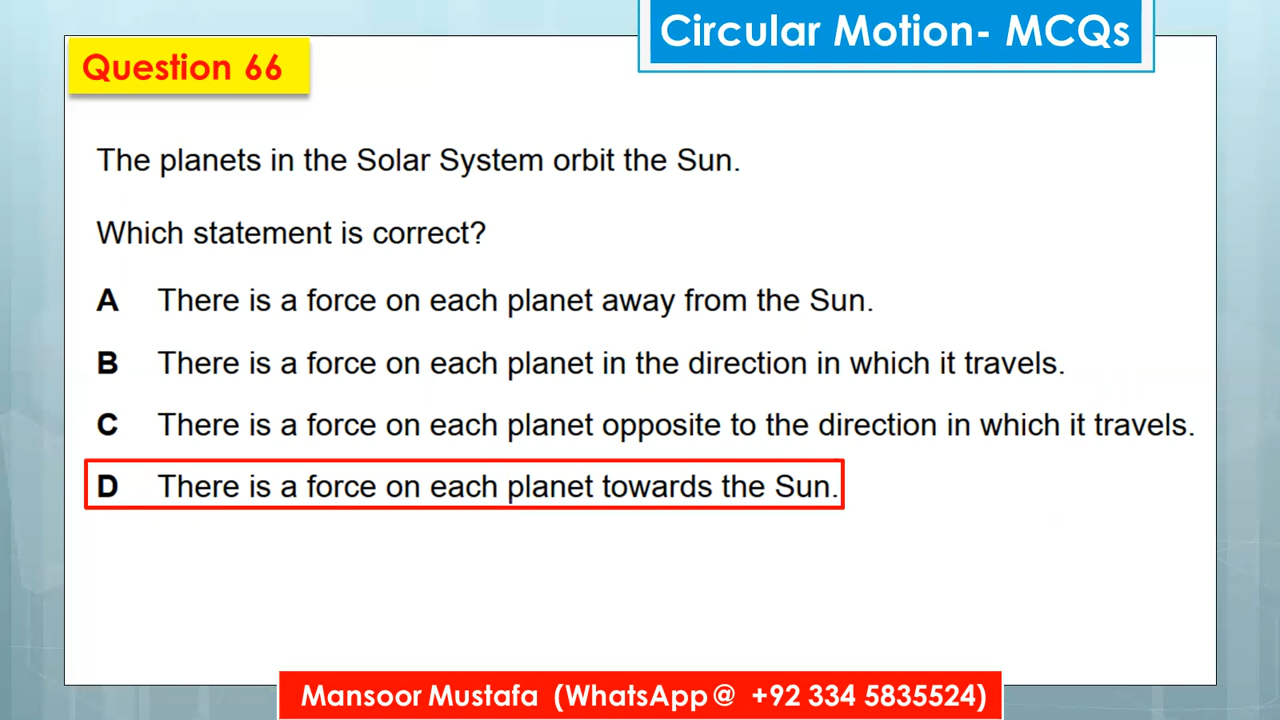 Circular Motion- MCQs
Question 66
The planets in the Solar System orbit the Sun.
Which statement is correct?
A There is a force on each planet away from the Sun.
B There is a force on each planet in the direction in which it travels.
C There is a force on each planet opposite to the direction in which it travels.
D There is a force on each planet towards the Sun.
Mansoor Mustafa (WhatsApp@ +92 334 5835524)